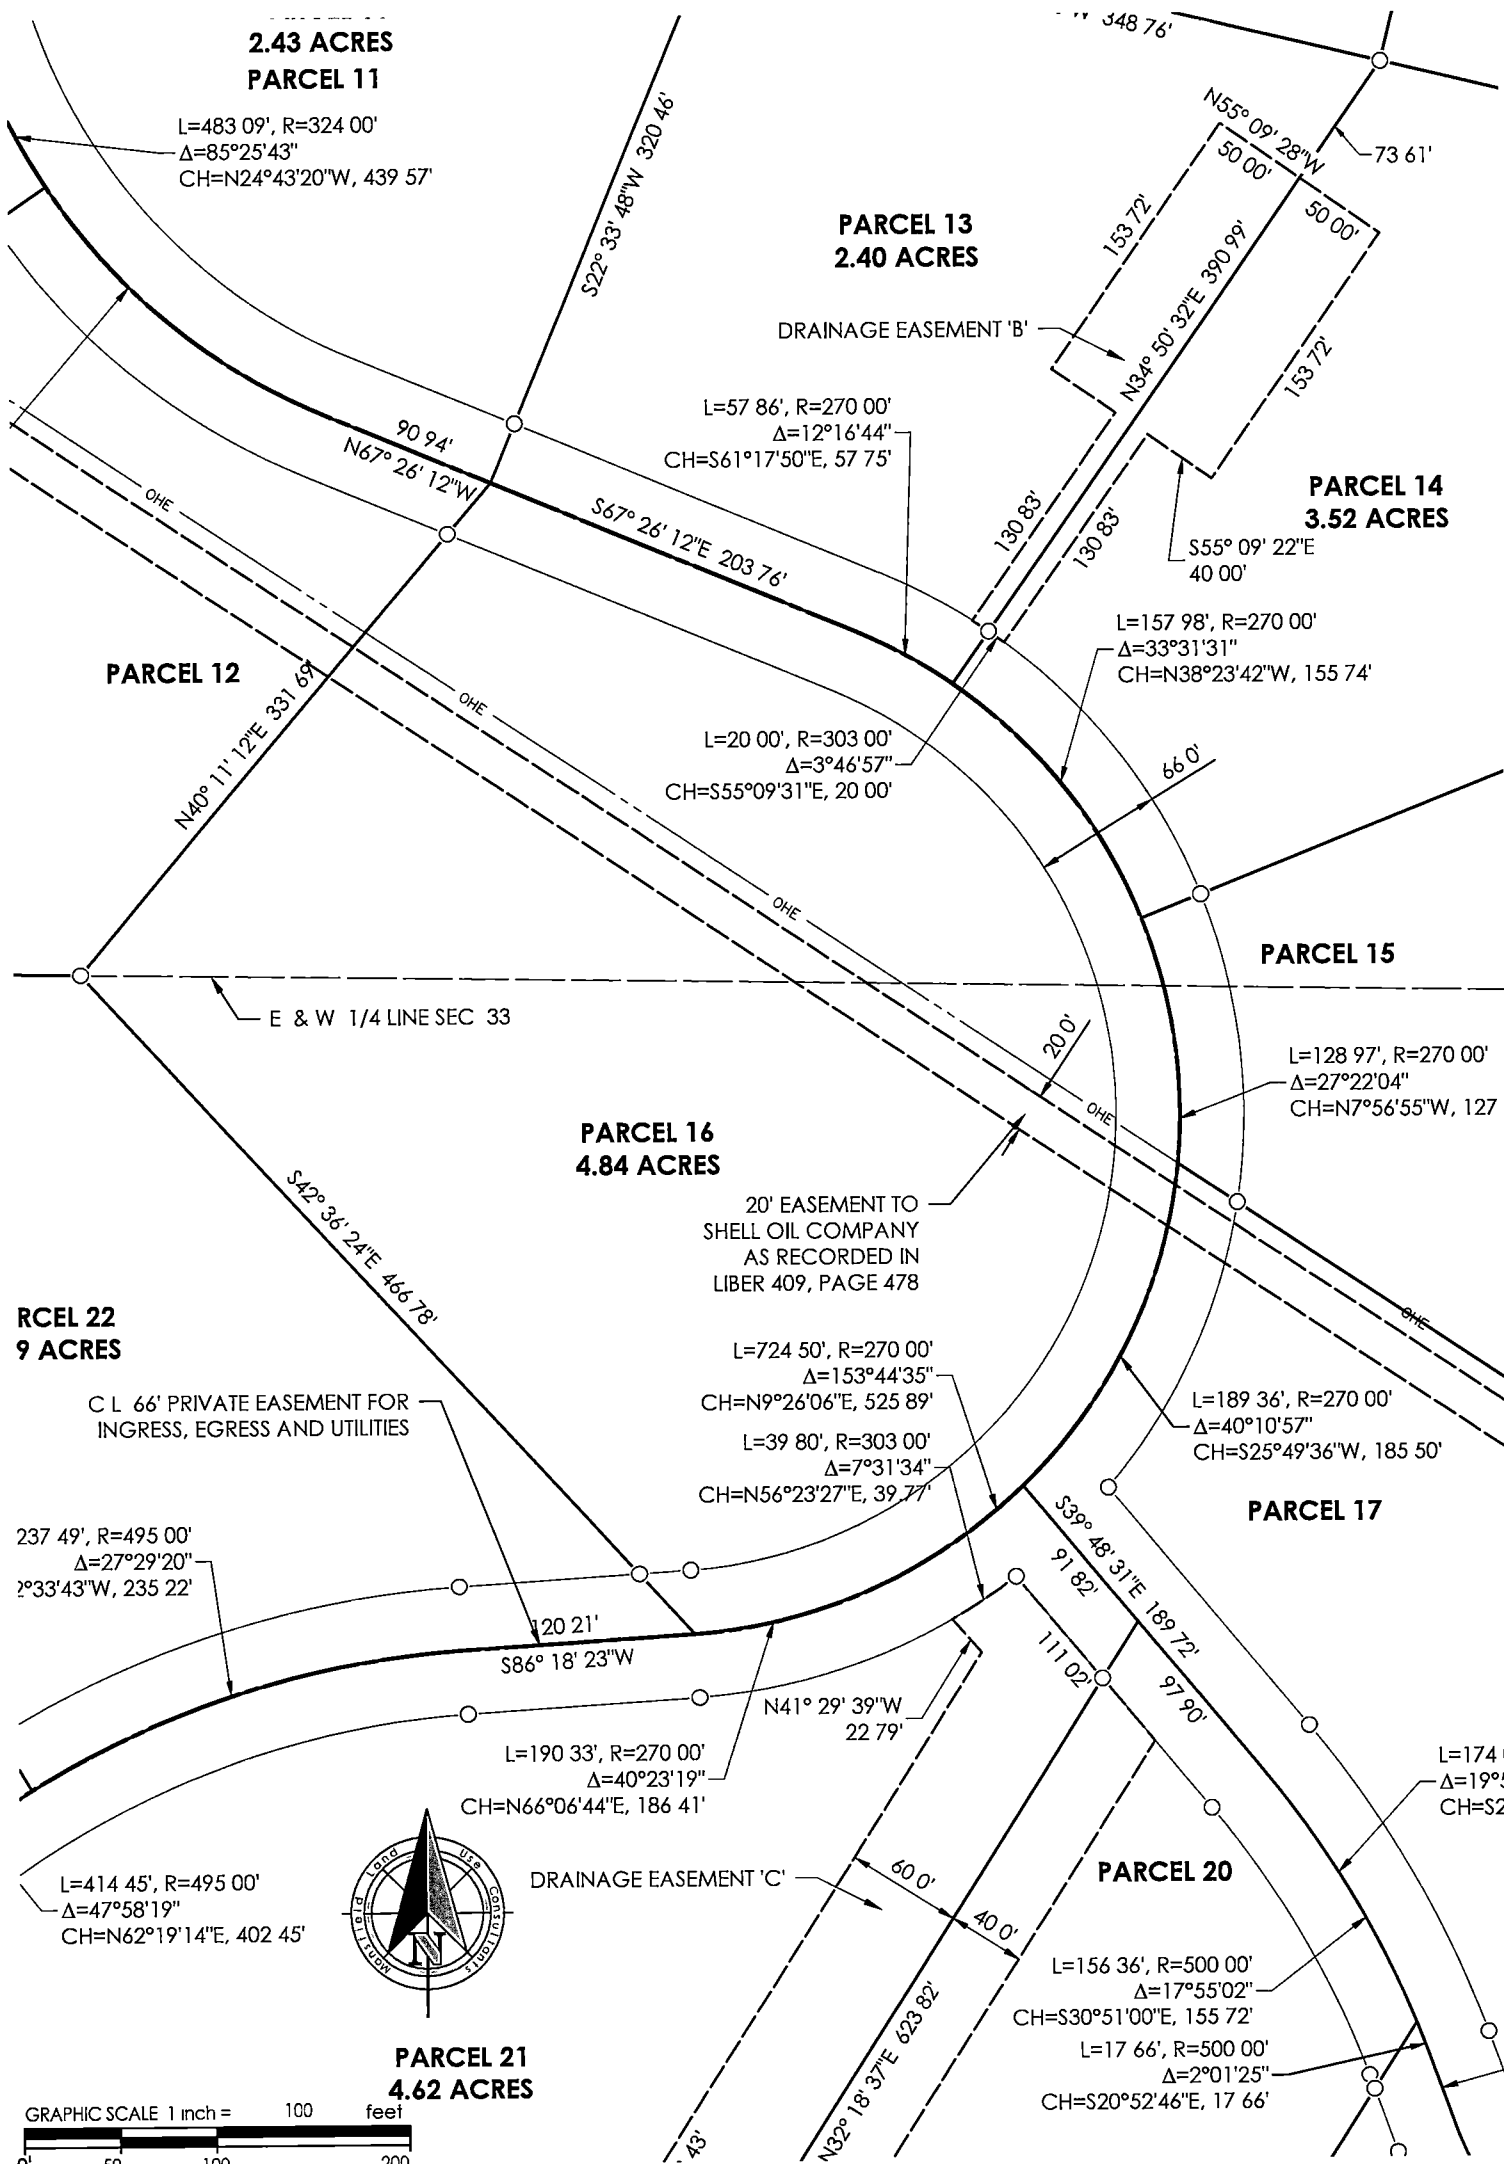 2.43 ACRES
PARCEL 11
L=483 09', R=324 00'
Δ=85°25'43"
CH=N24°43'20"W, 439 57'
S22° 33' 48"W 320 46'
W 348 76'
N55° 09' 28"W
50 00'
50 00'
73 61'
153 72'
153 72'
PARCEL 13
2.40 ACRES
DRAINAGE EASEMENT 'B'
N34° 50' 32"E 390 99'
L=57 86', R=270 00'
Δ=12°16'44"
CH=S61°17'50"E, 57 75'
90 94'
N67° 26' 12"W
S67° 26' 12"E 203 76'
OHE
130 83'
130 83'
PARCEL 14
3.52 ACRES
S55° 09' 22"E
40 00'
L=157 98', R=270 00'
Δ=33°31'31"
CH=N38°23'42"W, 155 74'
PARCEL 12
N40° 11' 12"E 331 69'
OHE
L=20 00', R=303 00'
Δ=3°46'57"
CH=S55°09'31"E, 20 00'
66 0'
OHE
PARCEL 15
E & W 1/4 LINE SEC 33
20 0'
L=128 97', R=270 00'
Δ=27°22'04"
CH=N7°56'55"W, 127
OHE
PARCEL 16
4.84 ACRES
S42° 36' 24"E 466 78'
20' EASEMENT TO
SHELL OIL COMPANY
AS RECORDED IN
LIBER 409, PAGE 478
OHE
RCEL 22
9 ACRES
L=724 50', R=270 00'
Δ=153°44'35"
CH=N9°26'06"E, 525 89'
C L 66' PRIVATE EASEMENT FOR
INGRESS, EGRESS AND UTILITIES
L=189 36', R=270 00'
Δ=40°10'57"
CH=S25°49'36"W, 185 50'
L=39 80', R=303 00'
Δ=7°31'34"
CH=N56°23'27"E, 39.77'
PARCEL 17
237 49', R=495 00'
Δ=27°29'20"
2°33'43"W, 235 22'
S39° 48' 31"E 189 72'
91 82'
111 02'
97 90'
120 21'
S86° 18' 23"W
N41° 29' 39"W
22 79'
L=190 33', R=270 00'
Δ=40°23'19"
CH=N66°06'44"E, 186 41'
L=174
Δ=19°5
CH=S2
L=414 45', R=495 00'
Δ=47°58'19"
CH=N62°19'14"E, 402 45'
Mansfield Land Use Consultants
N
DRAINAGE EASEMENT 'C'
60 0'
40 0'
PARCEL 20
L=156 36', R=500 00'
Δ=17°55'02"
CH=S30°51'00"E, 155 72'
L=17 66', R=500 00'
Δ=2°01'25"
CH=S20°52'46"E, 17 66'
N32° 18' 37"E 623 82'
43'
PARCEL 21
4.62 ACRES
GRAPHIC SCALE 1 inch = 100 feet
0' 50 100 200